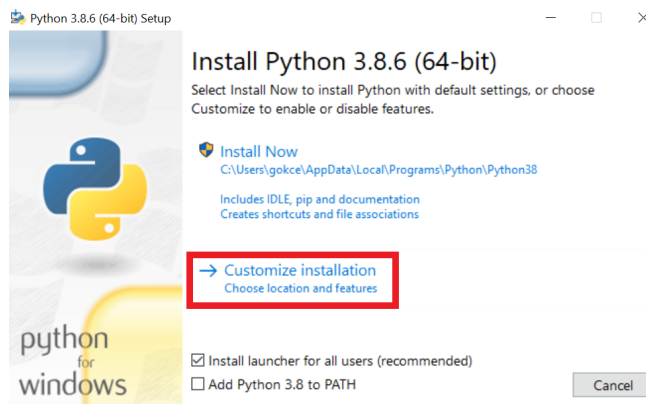 Python 3.8.6 (64-bit) Setup
Install Python 3.8.6 (64-bit)
Select Install Now to install Python with default settings, or choose
Customize to enable or disable features.
Install Now
C:\Users\gokce\AppData\Local\Programs\Python\Python38
Includes IDLE, pip and documentation
Creates shortcuts and file associations
Customize installation
Choose location and features
python
for
windows
Install launcher for all users (recommended)
Add Python 3.8 to PATH
Cancel